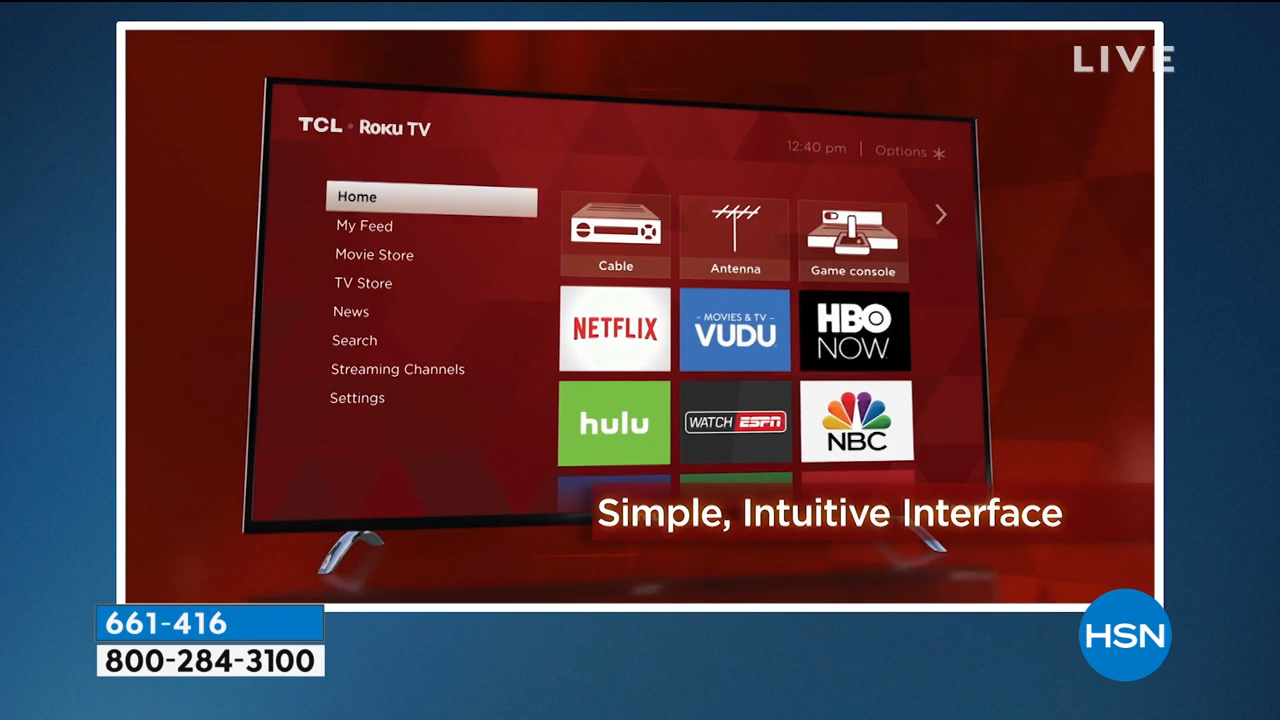 LIVE
TCL • Roku TV
12:40 pm | Options
Home
My Feed
Movie Store
TV Store
News
Search
Streaming Channels
Settings
Cable
Antenna
Game console
NETFLIX
- MOVIES & TV -
VUDU
HBO
NOW
hulu
WATCH ESPN
NBC
Simple, Intuitive Interface
661-416
800-284-3100
HSN